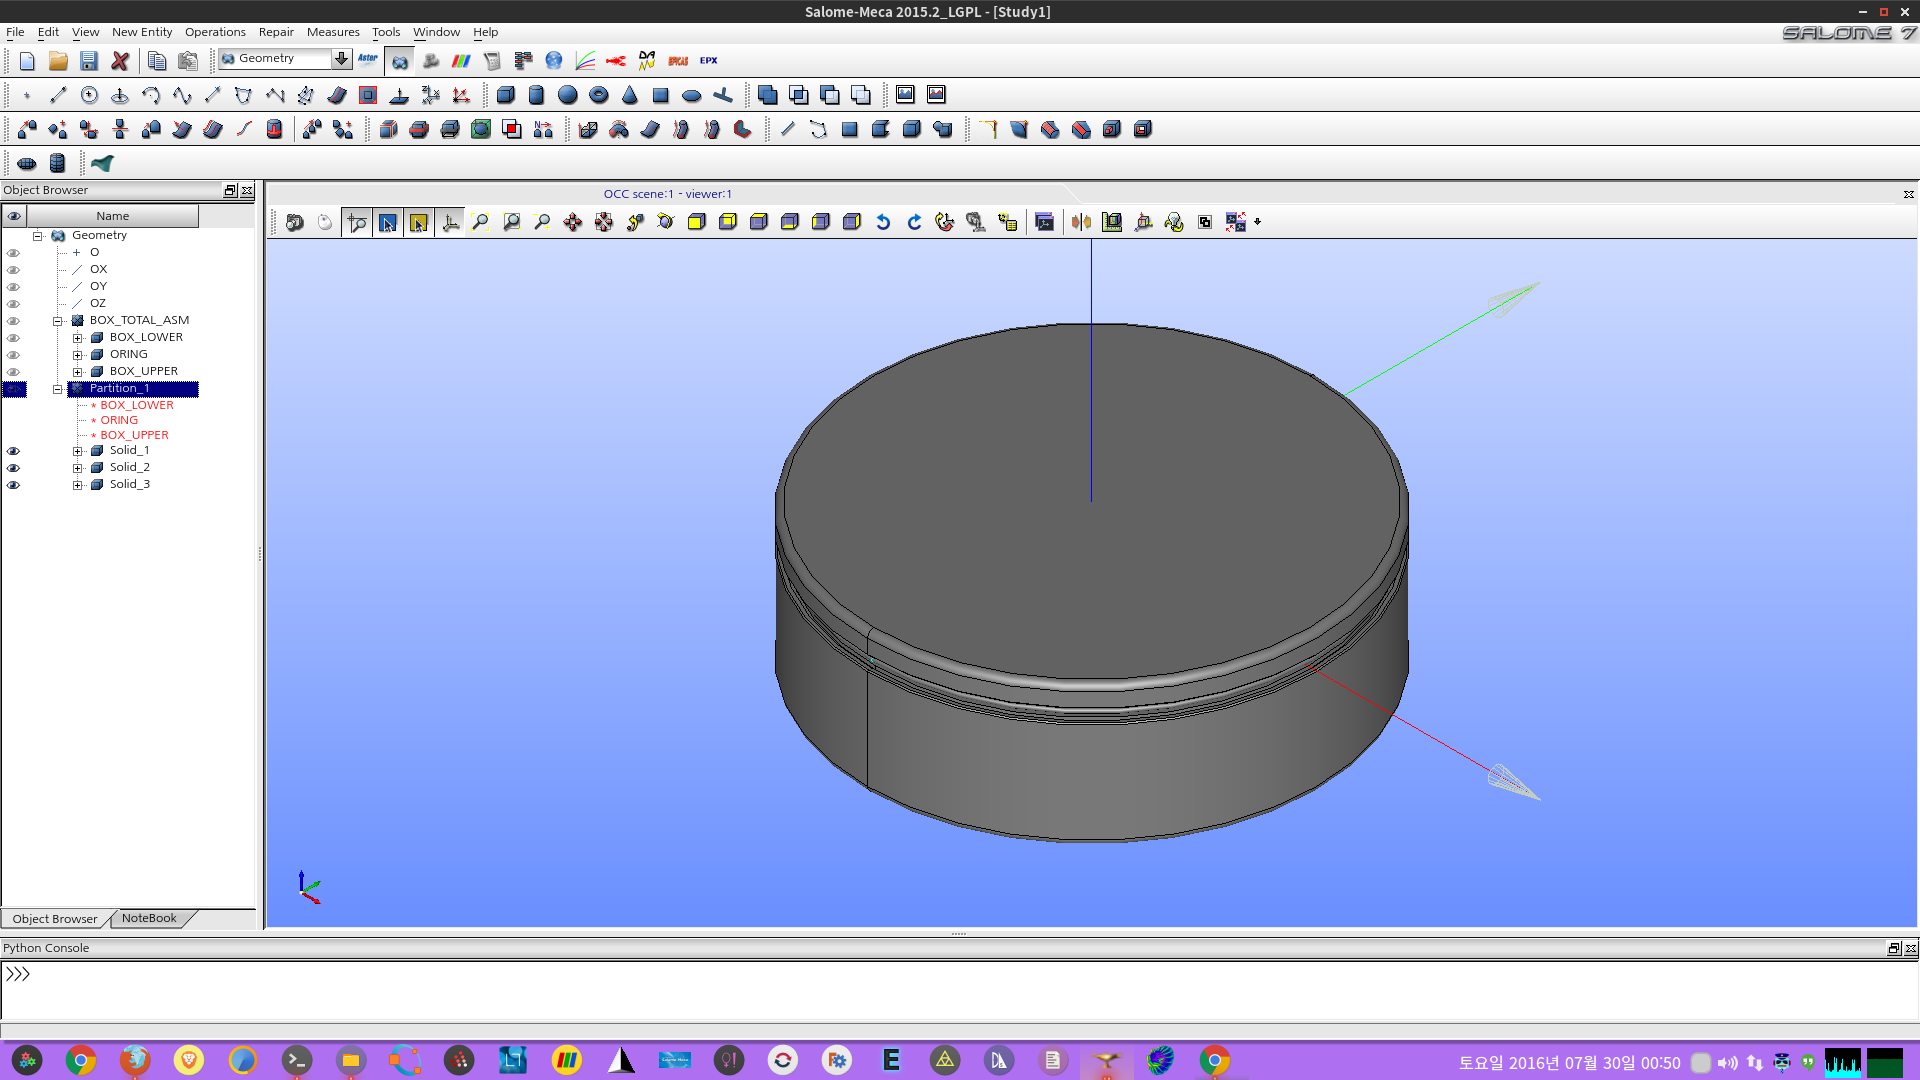 Salome-Meca 2015.2_LGPL - [Study1]
File Edit View New Entity Operations Repair Measures Tools Window Help
SALOME 7
Geometry
Aster
EFICAS
EPX
Object Browser
OCC scene:1 - viewer:1
Name
Geometry
O
OX
OY
OZ
BOX_TOTAL_ASM
BOX_LOWER
ORING
BOX_UPPER
Partition_1
* BOX_LOWER
* ORING
* BOX_UPPER
Solid_1
Solid_2
Solid_3
Object Browser NoteBook
Python Console
>>>
토요일 2016년 07월 30일 00:50